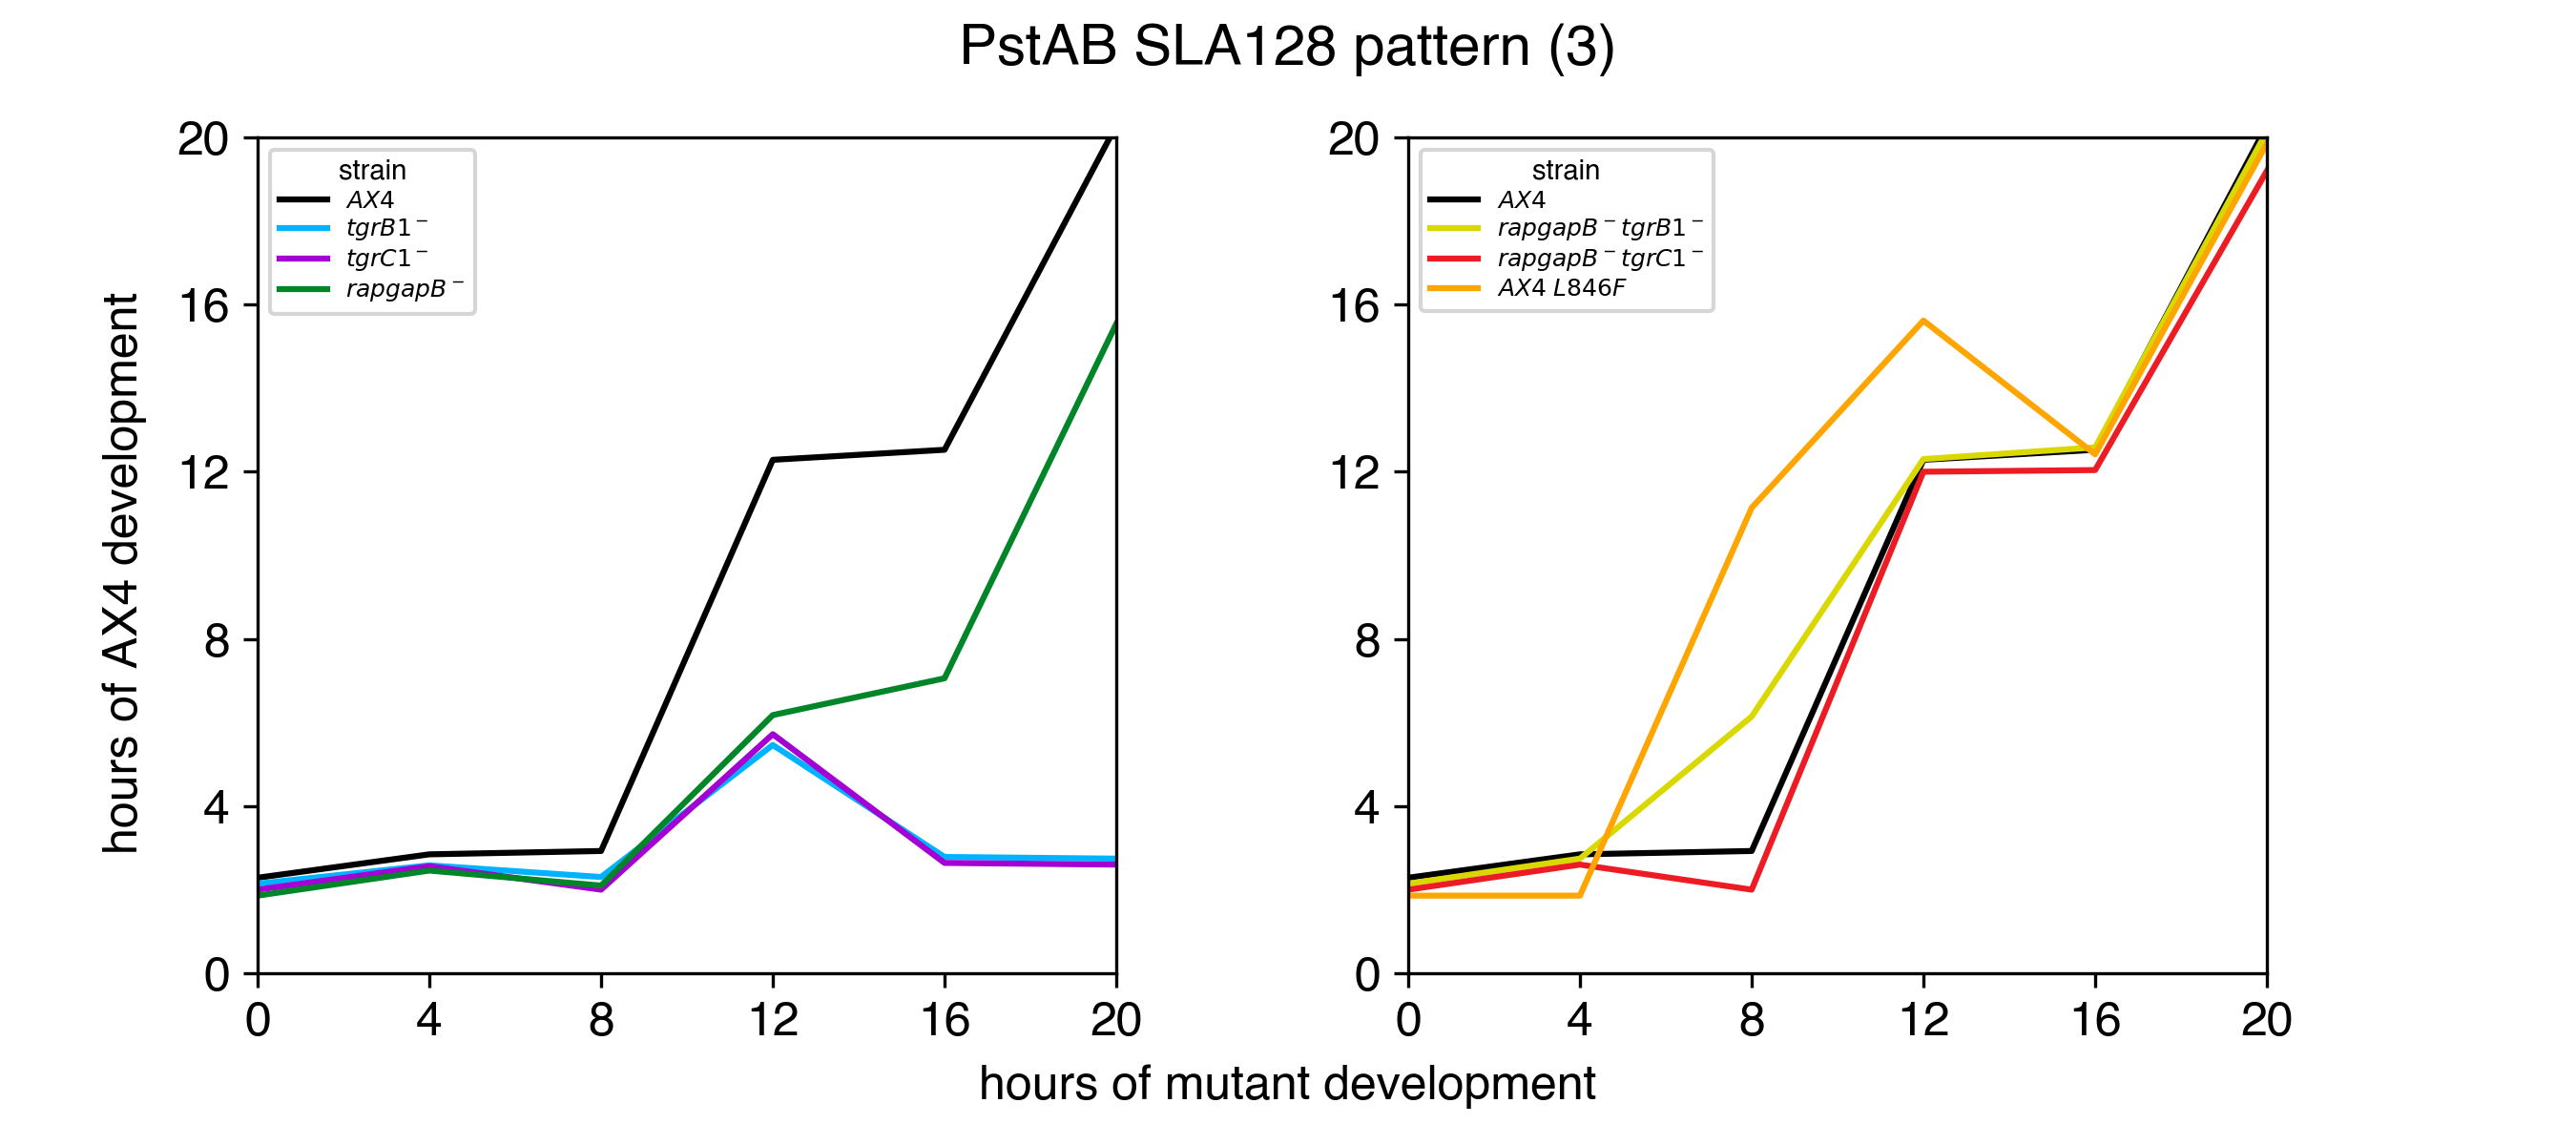 PstAB SLA128 pattern (3)
hours of AX4 development
20
16
12
8
4
0
strain
AX4
tgrB1⁻
tgrC1⁻
rapgapB⁻
0 4 8 12 16 20
20
16
12
8
4
0
strain
AX4
rapgapB⁻tgrB1⁻
rapgapB⁻tgrC1⁻
AX4 L846F
0 4 8 12 16 20
hours of mutant development